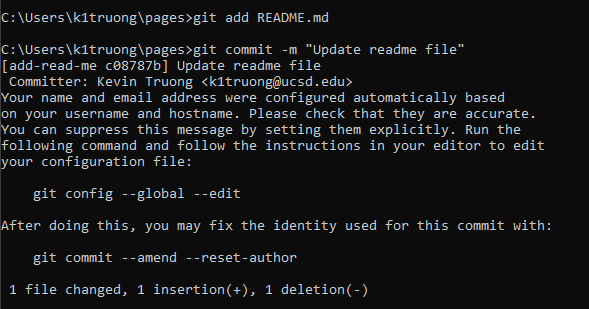 C:\Users\k1truong\pages>git add README.md
C:\Users\k1truong\pages>git commit -m "Update readme file"
[add-read-me c08787b] Update readme file
 Committer: Kevin Truong <k1truong@ucsd.edu>
Your name and email address were configured automatically based
on your username and hostname. Please check that they are accurate.
You can suppress this message by setting them explicitly. Run the
following command and follow the instructions in your editor to edit
your configuration file:
    git config --global --edit
After doing this, you may fix the identity used for this commit with:
    git commit --amend --reset-author
 1 file changed, 1 insertion(+), 1 deletion(-)